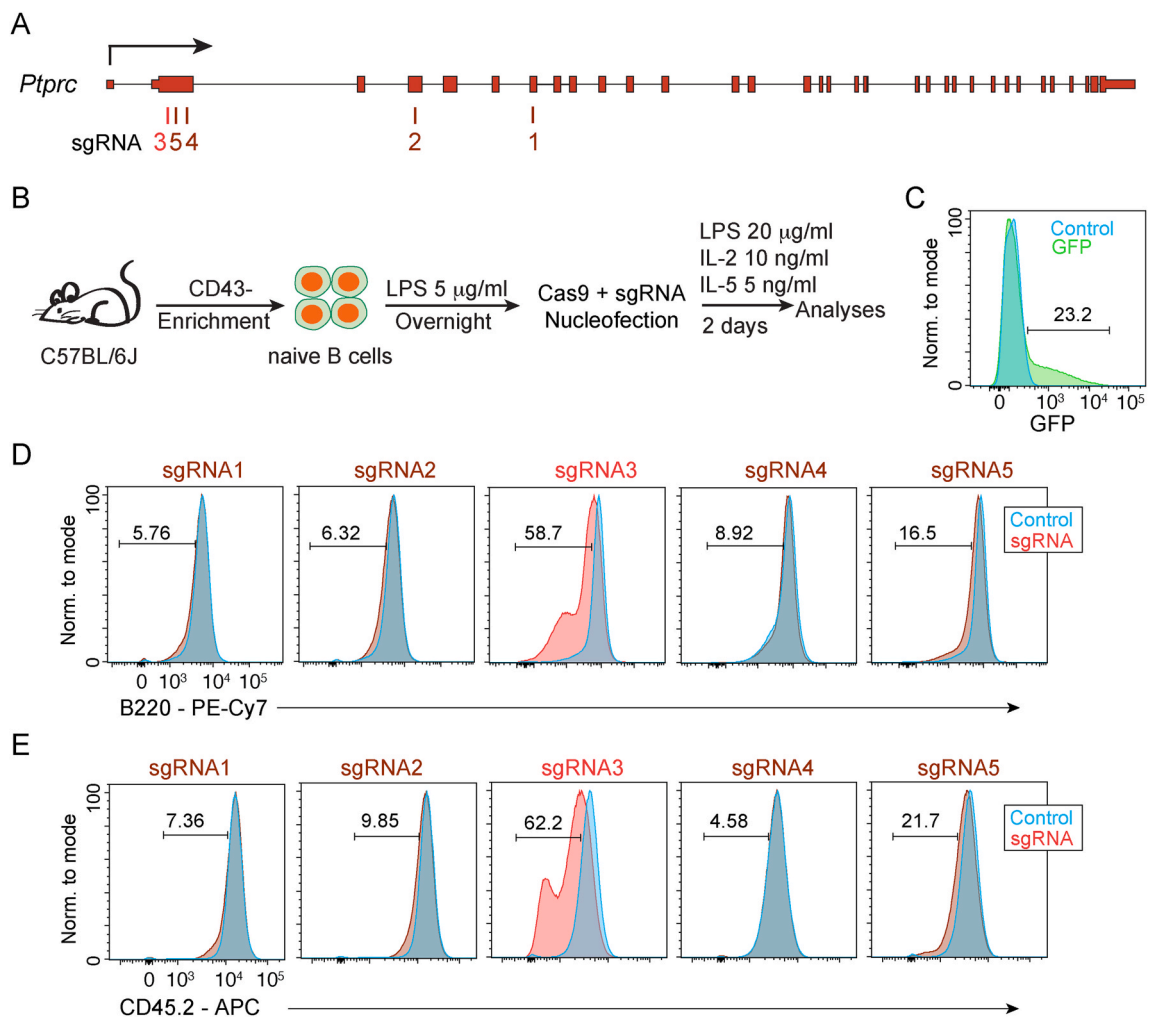 A
Ptprc
sgRNA 3 5 4 2 1
B
C57BL/6J
CD43-
Enrichment
naive B cells
LPS 5 μg/ml
Overnight
Cas9 + sgRNA
Nucleofection
LPS 20 μg/ml
IL-2 10 ng/ml
IL-5 5 ng/ml
2 days
Analyses
C
Norm. to mode
100
0
Control
GFP
23.2
0 10³ 10⁴ 10⁵
GFP
D
sgRNA1 sgRNA2 sgRNA3 sgRNA4 sgRNA5
Norm. to mode
100
0
5.76 6.32 58.7 8.92 16.5
Control
sgRNA
0 10³ 10⁴ 10⁵
B220 - PE-Cy7
E
sgRNA1 sgRNA2 sgRNA3 sgRNA4 sgRNA5
Norm. to mode
100
0
7.36 9.85 62.2 4.58 21.7
Control
sgRNA
0 10³ 10⁴ 10⁵
CD45.2 - APC